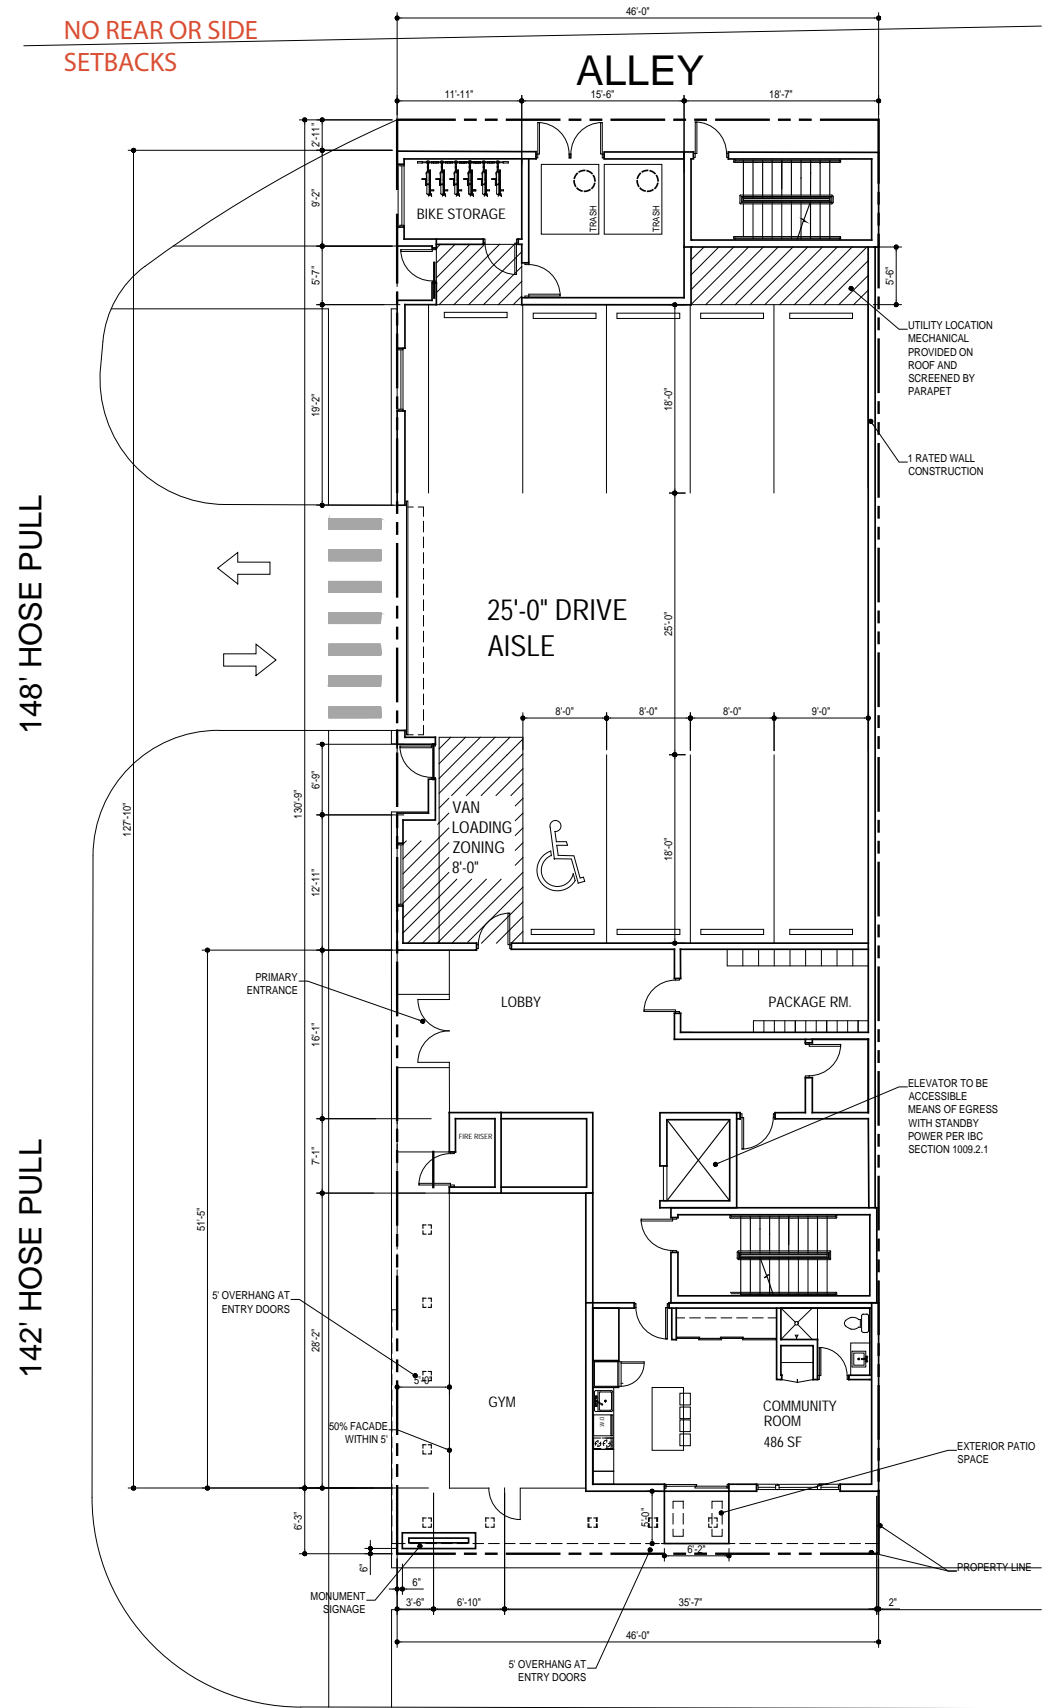 46'-0"
NO REAR OR SIDE
SETBACKS
ALLEY
11'-11"
15'-6"
18'-7"
2'-11"
9'-2"
BIKE STORAGE
TRASH
TRASH
5'-7"
5'-6"
UTILITY LOCATION
MECHANICAL
PROVIDED ON
ROOF AND
SCREENED BY
PARAPET
19'-2"
18'-0"
1 RATED WALL
CONSTRUCTION
148' HOSE PULL
25'-0" DRIVE
AISLE
25'-0"
8'-0"
8'-0"
8'-0"
9'-0"
6'-9"
130'-9"
127'-10"
VAN
LOADING
ZONING
8'-0"
18'-0"
12'-11"
PRIMARY
ENTRANCE
LOBBY
PACKAGE RM.
16'-1"
ELEVATOR TO BE
ACCESSIBLE
MEANS OF EGRESS
WITH STANDBY
POWER PER IBC
SECTION 1009.2.1
FIRE RISER
7'-1"
142' HOSE PULL
51'-5"
5' OVERHANG AT
ENTRY DOORS
28'-2"
5'-0"
GYM
COMMUNITY
ROOM
486 SF
W D
50% FACADE
WITHIN 5'
EXTERIOR PATIO
SPACE
6'-3"
5'-0"
6'-2"
6"
PROPERTY LINE
6"
MONUMENT
SIGNAGE
3'-6"
6'-10"
35'-7"
2"
46'-0"
5' OVERHANG AT
ENTRY DOORS